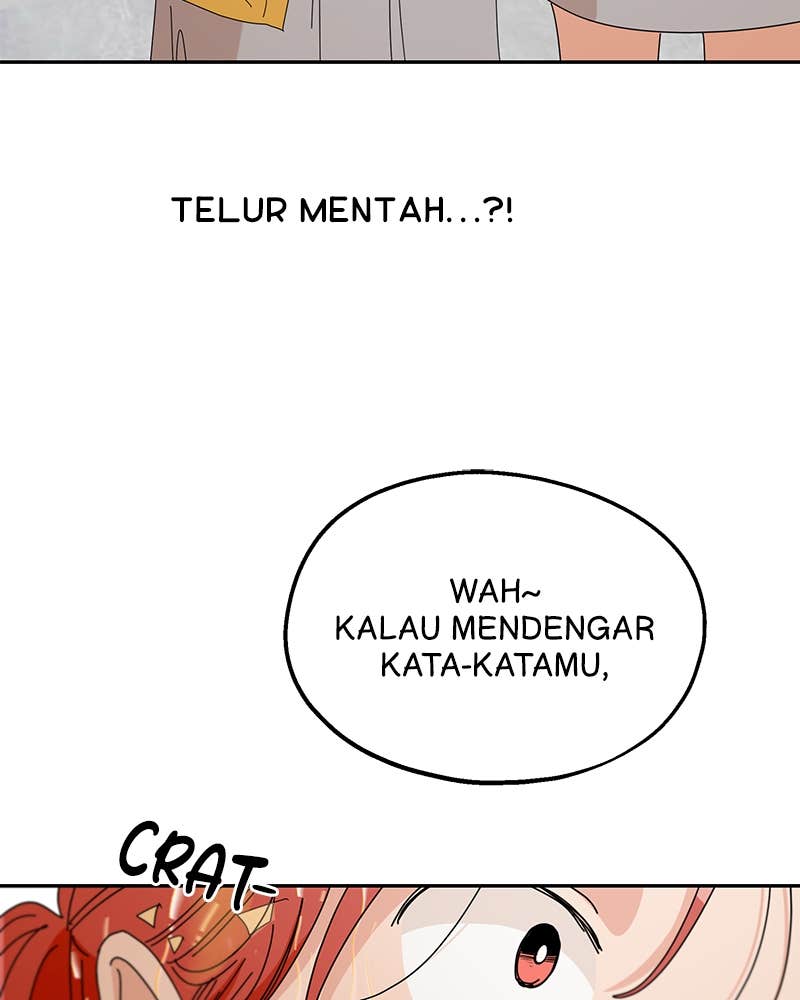 TELUR MENTAH...?!
WAH~
KALAU MENDENGAR
KATA-KATAMU,
CRAT-